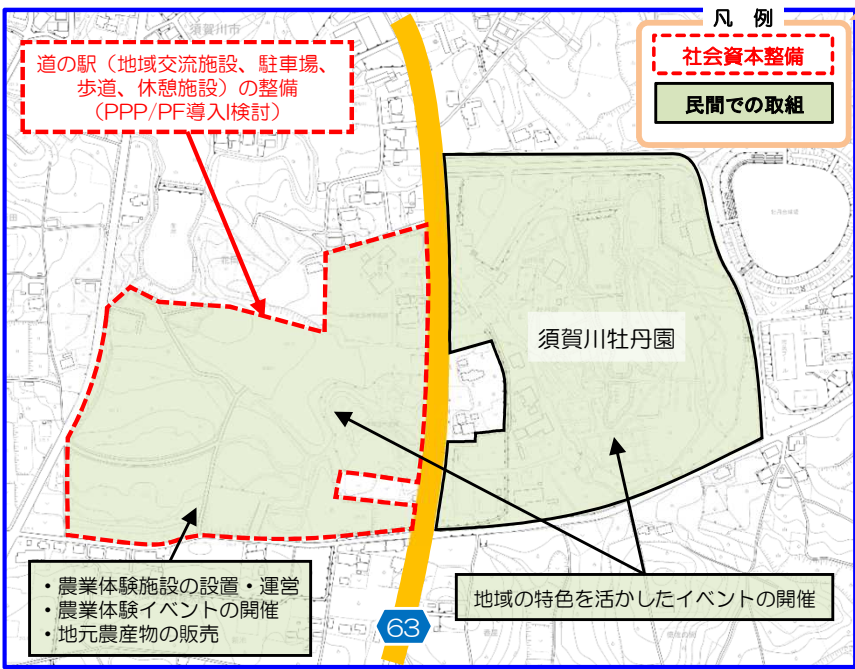 凡 例
社会資本整備
民間での取組
須賀川市
道の駅（地域交流施設、駐車場、
歩道、休憩施設）の整備
（PPP/PF導入I検討）
須賀川牡丹園
・農業体験施設の設置・運営
・農業体験イベントの開催
・地元農産物の販売
地域の特色を活かしたイベントの開催
63